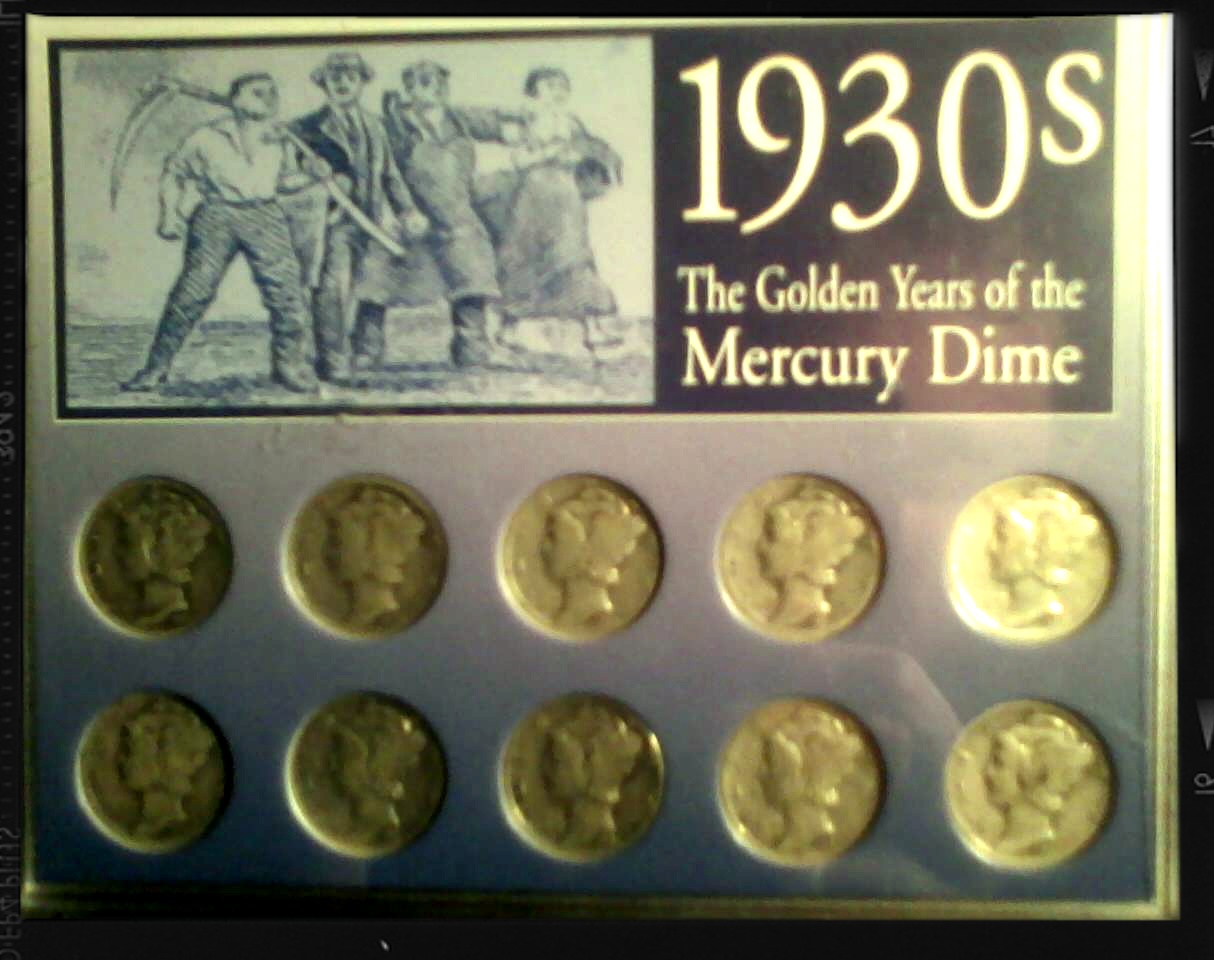 1930s
The Golden Years of the
Mercury Dime